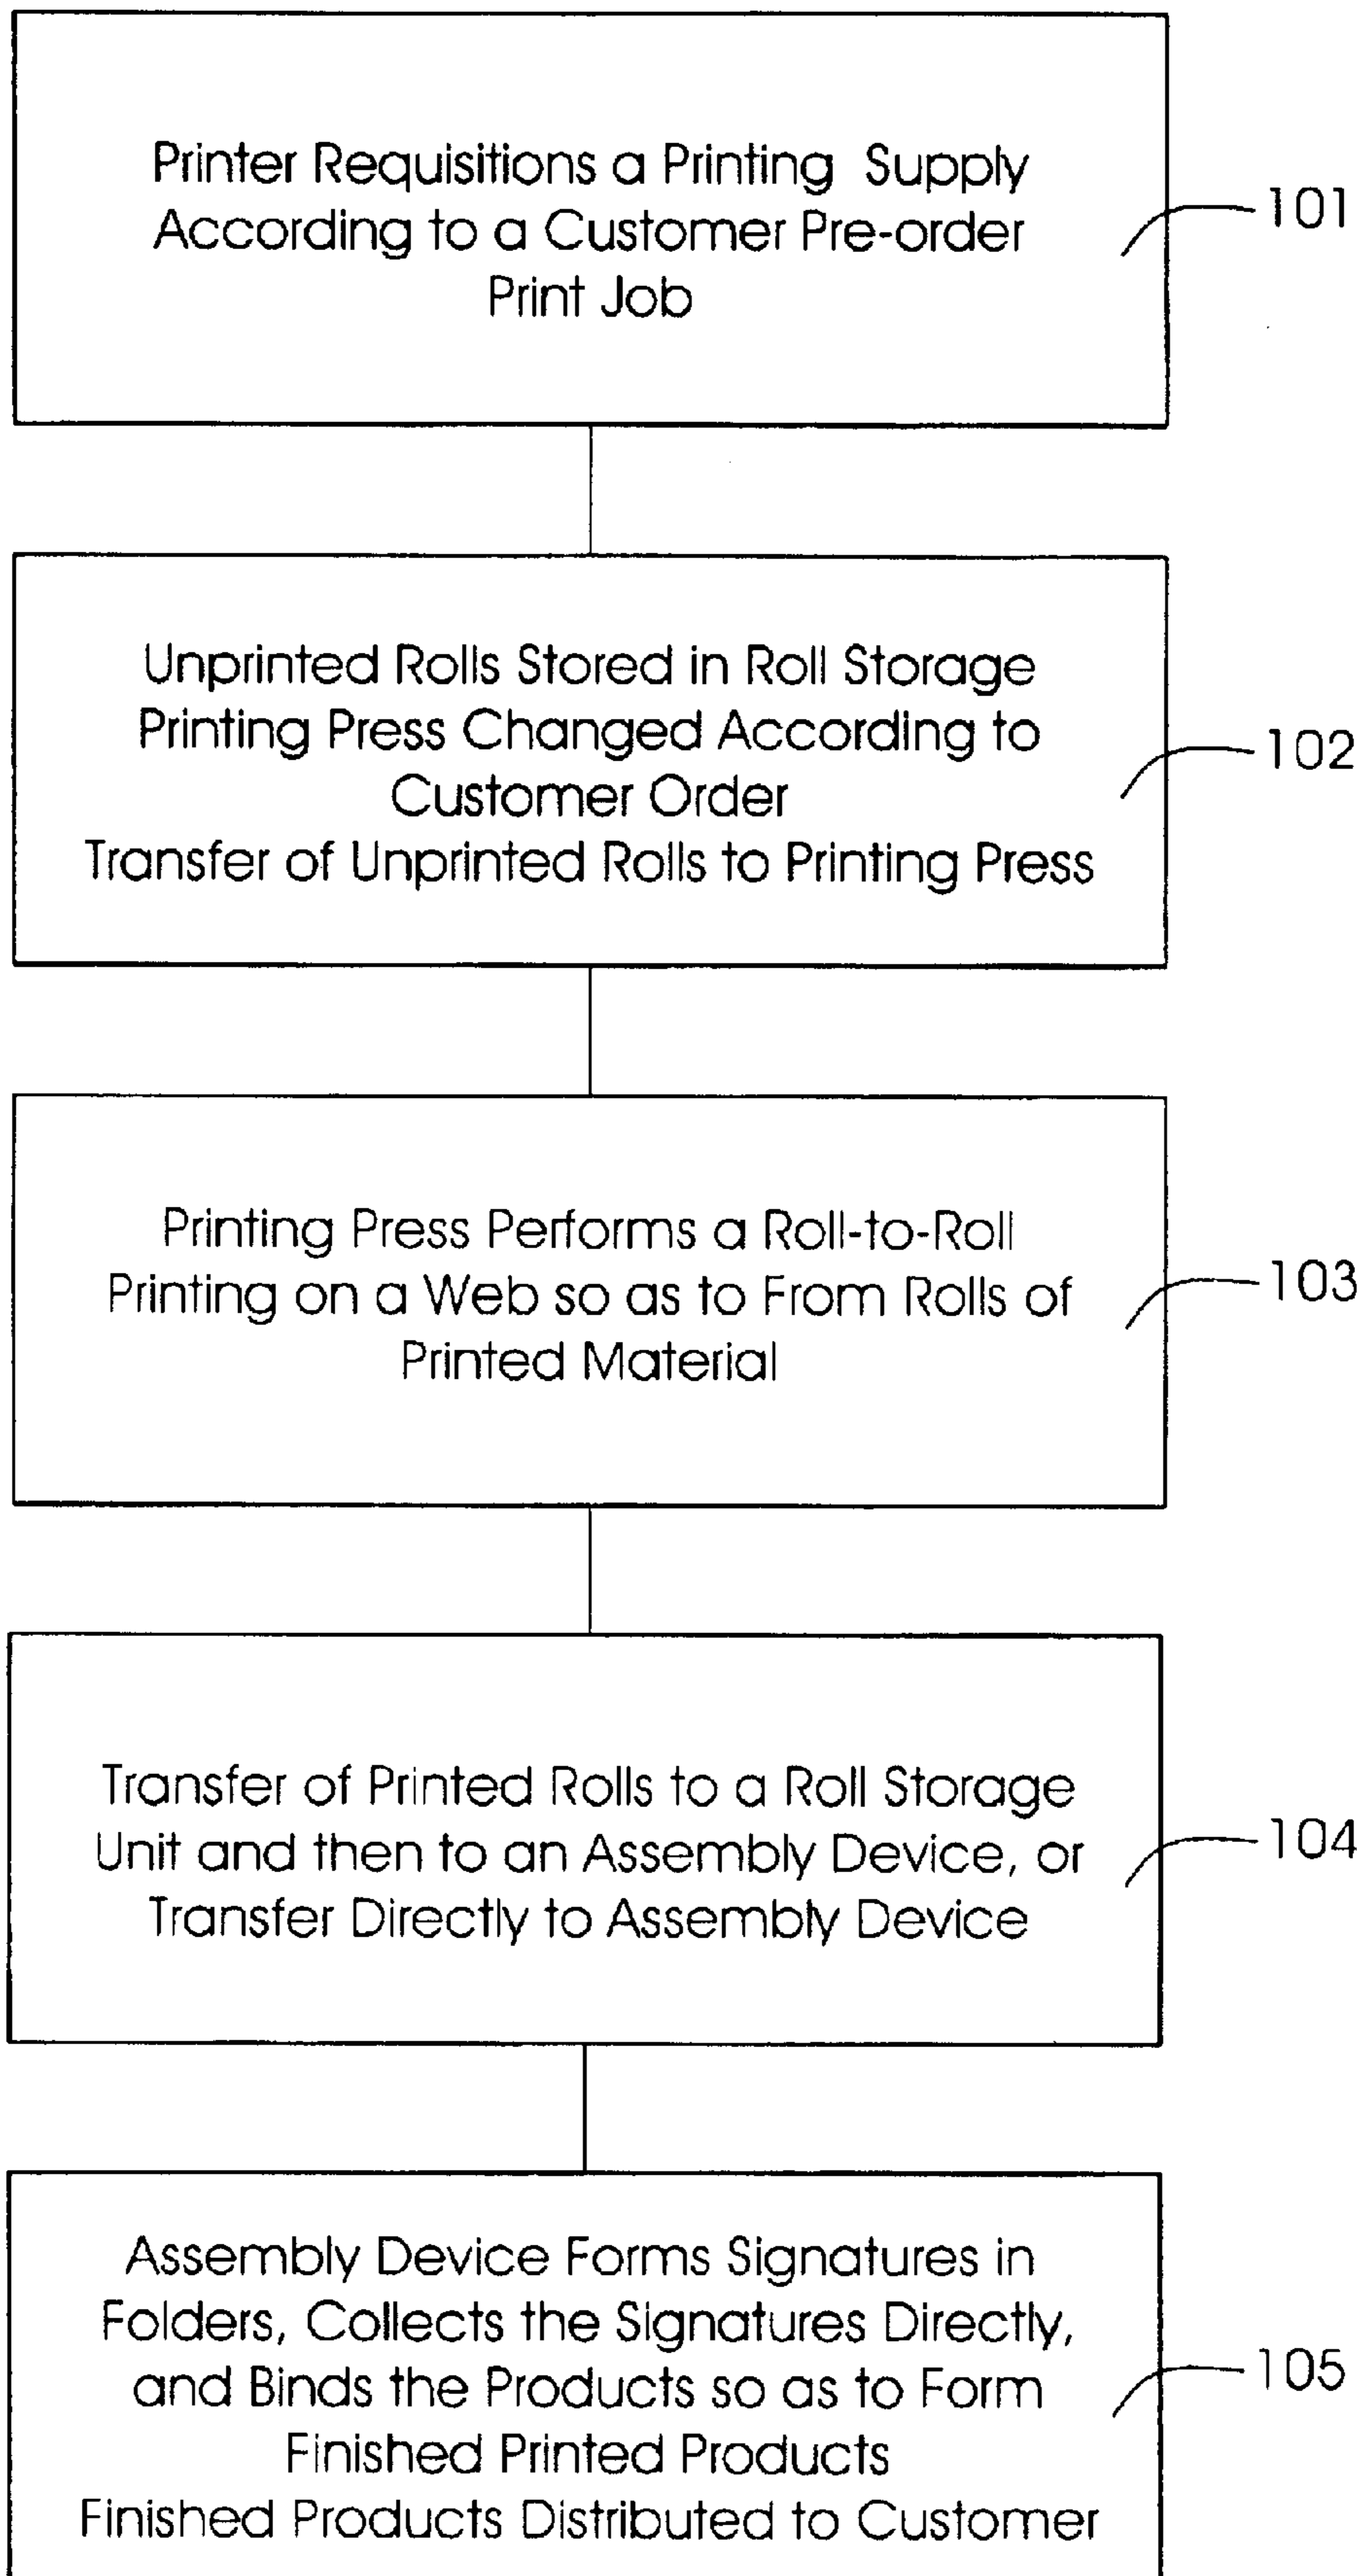 Printer Requisitions a Printing Supply
According to a Customer Pre-order
Print Job
101
Unprinted Rolls Stored in Roll Storage
Printing Press Changed According to
Customer Order
Transfer of Unprinted Rolls to Printing Press
102
Printing Press Performs a Roll-to-Roll
Printing on a Web so as to From Rolls of
Printed Material
103
Transfer of Printed Rolls to a Roll Storage
Unit and then to an Assembly Device, or
Transfer Directly to Assembly Device
104
Assembly Device Forms Signatures in
Folders, Collects the Signatures Directly,
and Binds the Products so as to Form
Finished Printed Products
Finished Products Distributed to Customer
105